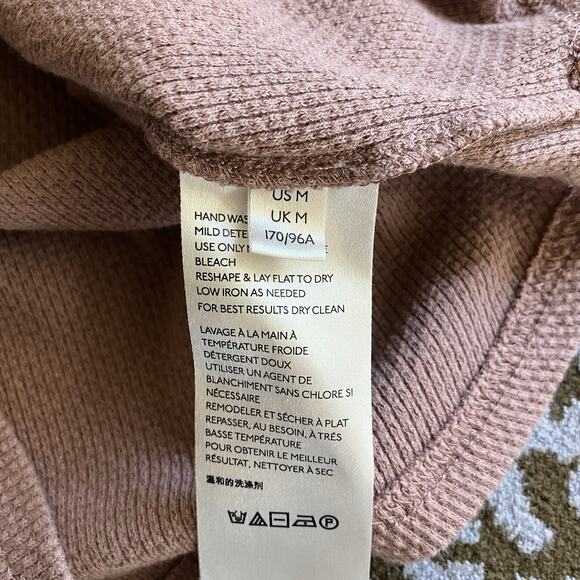 US M
UK M
170/96A
HAND
MILD
USE ONLY
BLEACH
RESHAPE & LAY FLAT TO DRY
LOW IRON AS NEEDED
FOR BEST RESULTS DRY CLEAN
LAVAGE À LA MAIN À
TEMPÉRATURE FROIDE
DÉTERGENT DOUX
UTILISER UN AGENT DE
BLANCHIMENT SANS CHLORE SI
NÉCESSAIRE
REMODELER ET SÉCHER À PLAT
REPASSER, AU BESOIN, À TRÉS
BASSE TEMPÉRATURE
POUR OBTENIR LE MEILLEUR
RÉSULTAT, NETTOYER À SEC
温和的洗涤剂
P